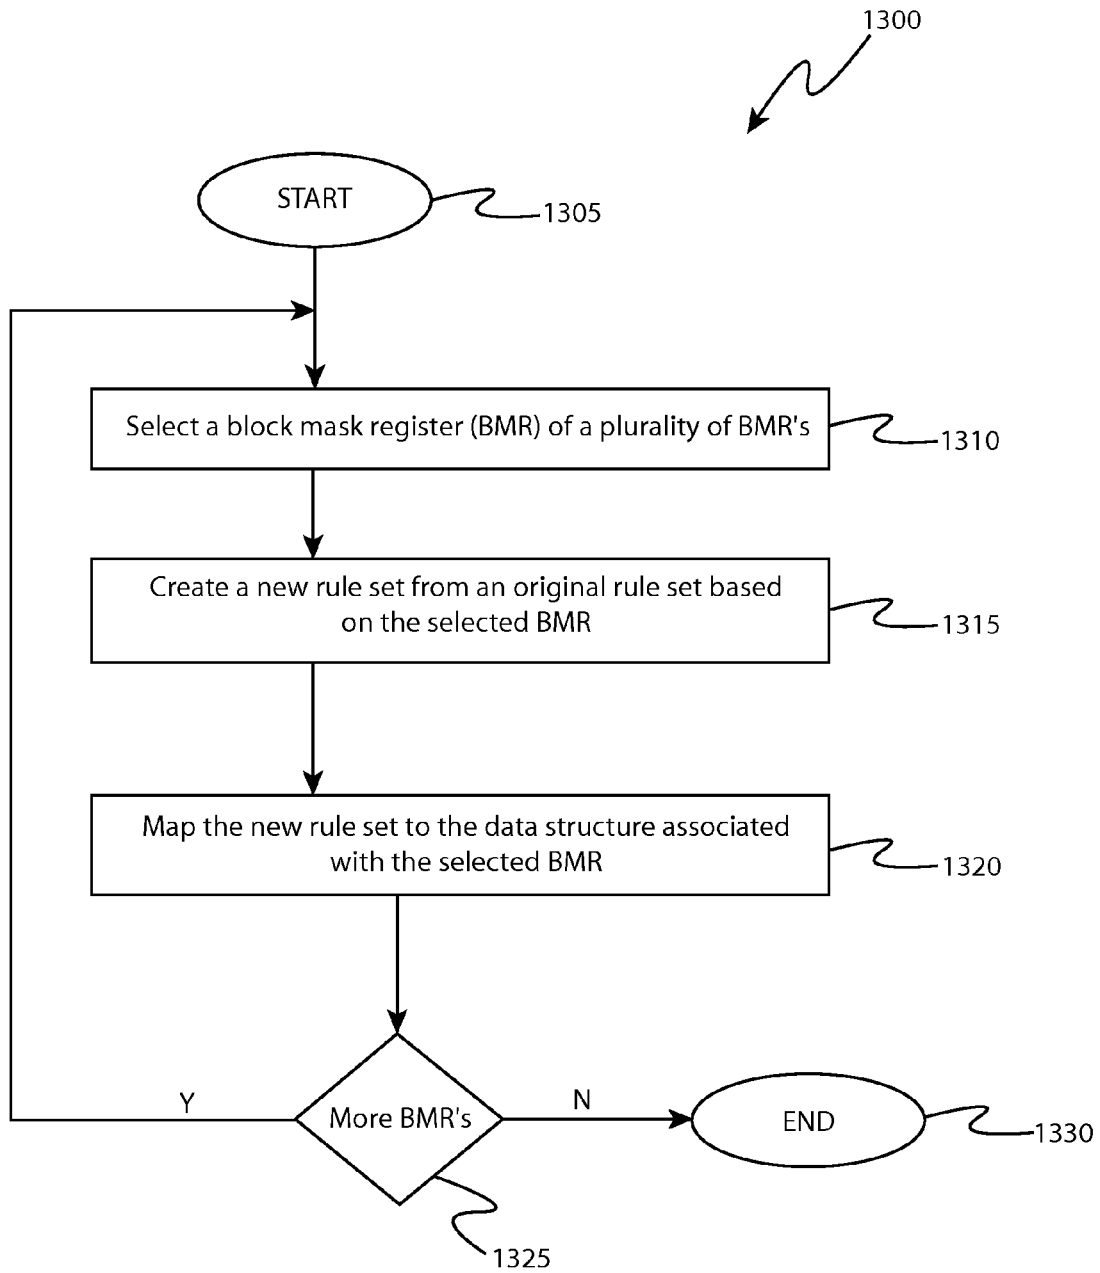 1300
START
1305
Select a block mask register (BMR) of a plurality of BMR's
1310
Create a new rule set from an original rule set based
on the selected BMR
1315
Map the new rule set to the data structure associated
with the selected BMR
1320
Y
More BMR's
N
END
1330
1325